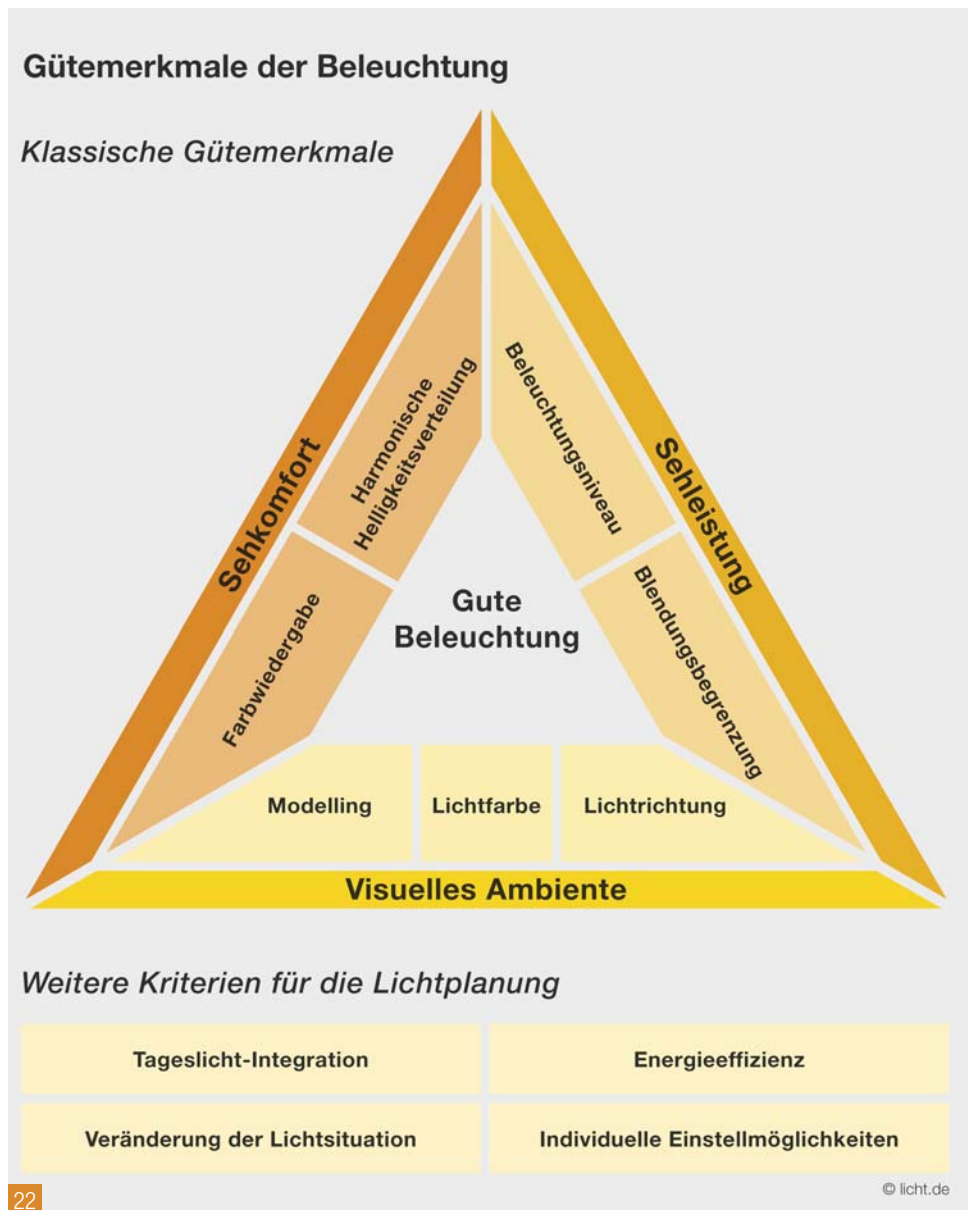 Gütemerkmale der Beleuchtung
Klassische Gütemerkmale
Sehkomfort
Harmonische
Helligkeitsverteilung
Farbwiedergabe
Beleuchtungsniveau
Sehleistung
Blendungsbegrenzung
Gute
Beleuchtung
Modelling
Lichtfarbe
Lichtrichtung
Visuelles Ambiente
Weitere Kriterien für die Lichtplanung
Tageslicht-Integration
Energieeffizienz
Veränderung der Lichtsituation
Individuelle Einstellmöglichkeiten
© licht.de
22